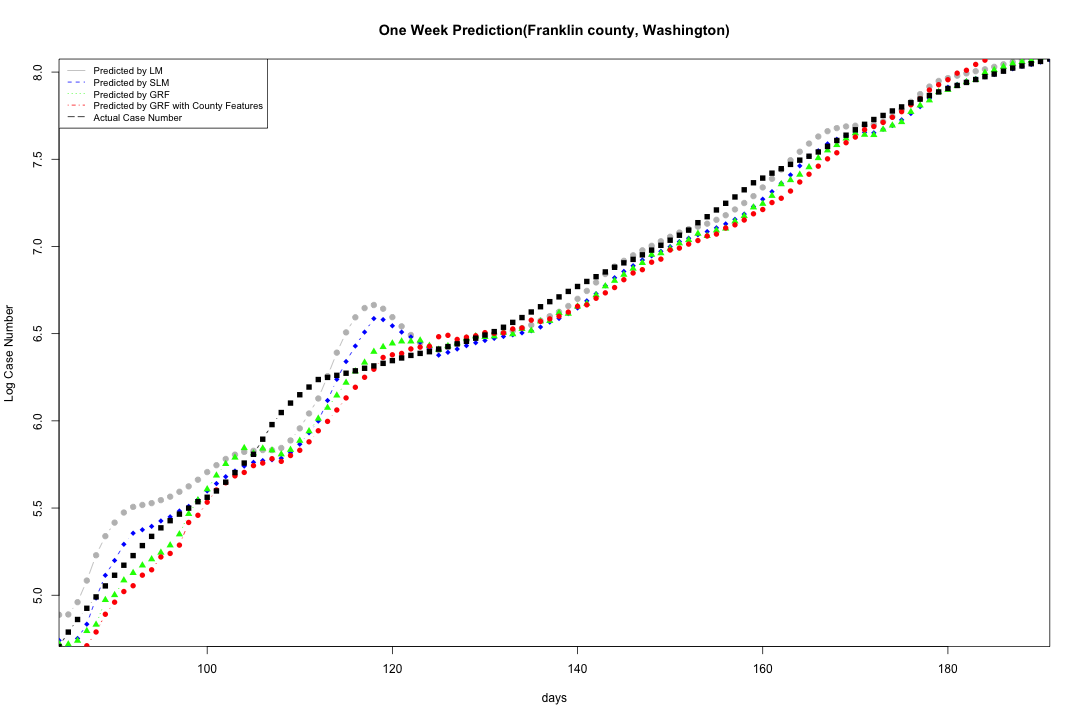 One Week Prediction(Franklin county, Washington)
Predicted by LM
Predicted by SLM
Predicted by GRF
Predicted by GRF with County Features
Actual Case Number
Log Case Number
8.0
7.5
7.0
6.5
6.0
5.5
5.0
100 120 140 160 180
days